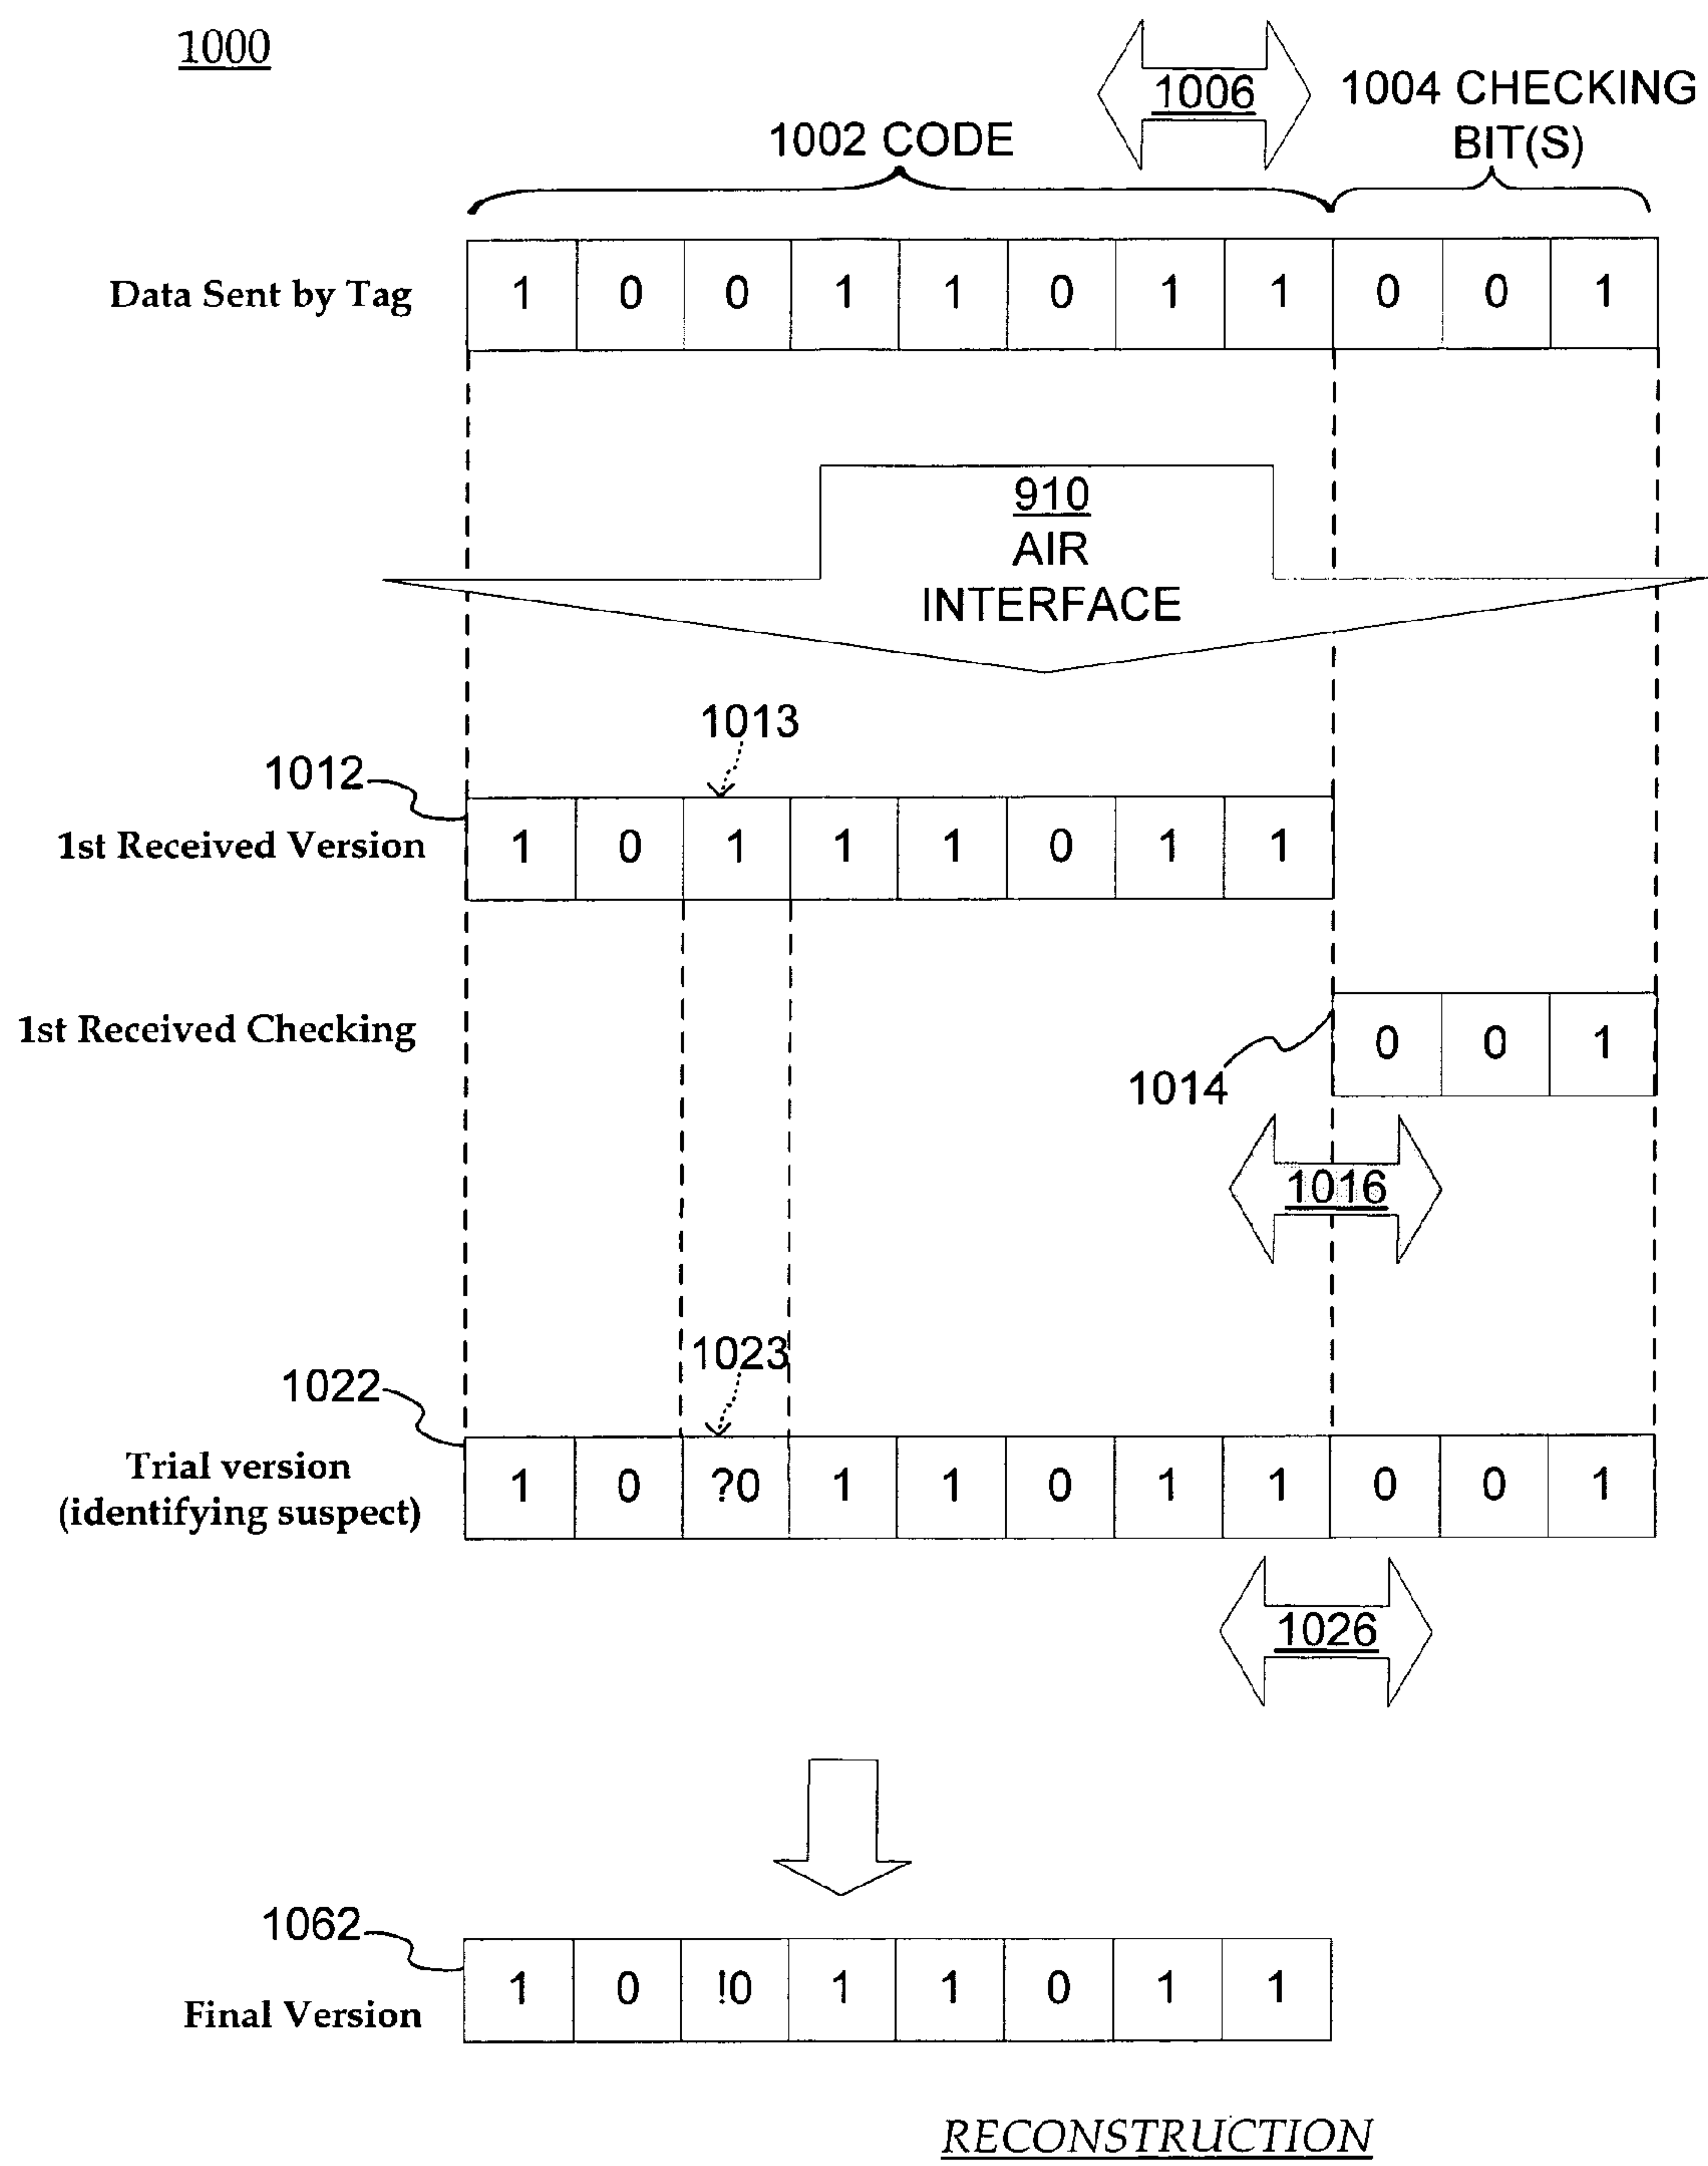 1000
1006
1004 CHECKING
BIT(S)
1002 CODE
Data Sent by Tag
1 0 0 1 1 0 1 1 0 0 1
910
AIR
INTERFACE
1013
1012
1st Received Version
1 0 1 1 1 0 1 1
1st Received Checking
0 0 1
1014
1016
1023
1022
Trial version
(identifying suspect)
1 0 ?0 1 1 0 1 1 0 0 1
1026
1062
Final Version
1 0 !0 1 1 0 1 1
RECONSTRUCTION